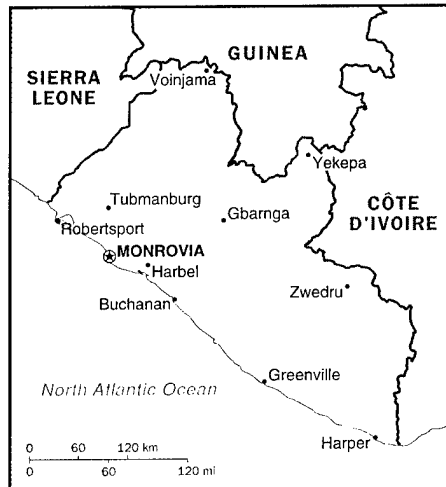 GUINEA
SIERRA
LEONE
Voinjama
Yekepa
Tubmanburg
Gbarnga
CÔTE
D'IVOIRE
Robertsport
MONROVIA
Harbel
Zwedru
Buchanan
Greenville
North Atlantic Ocean
Harper
0 60 120 km
0 60 120 mi